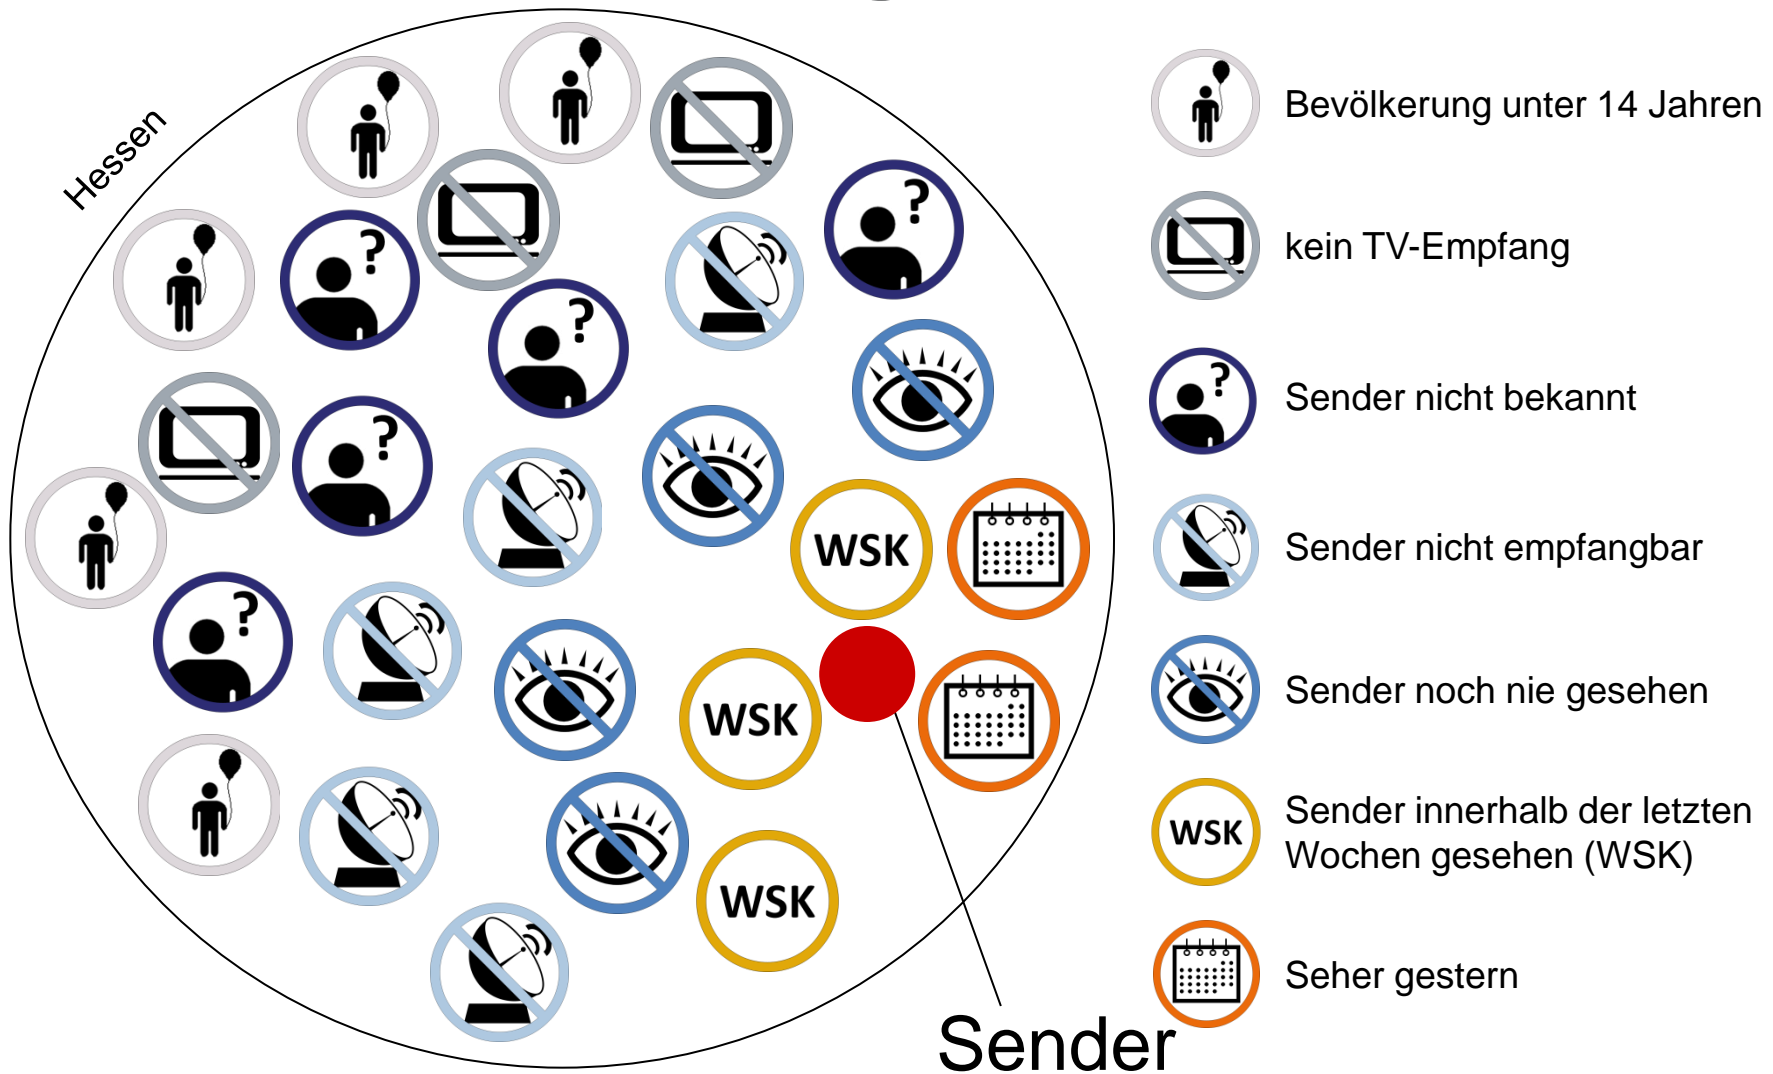 Hessen
?
?
?
?
?
WSK
WSK
WSK
Sender
Bevölkerung unter 14 Jahren
kein TV-Empfang
?
Sender nicht bekannt
Sender nicht empfangbar
Sender noch nie gesehen
WSK
Sender innerhalb der letzten
Wochen gesehen (WSK)
Seher gestern